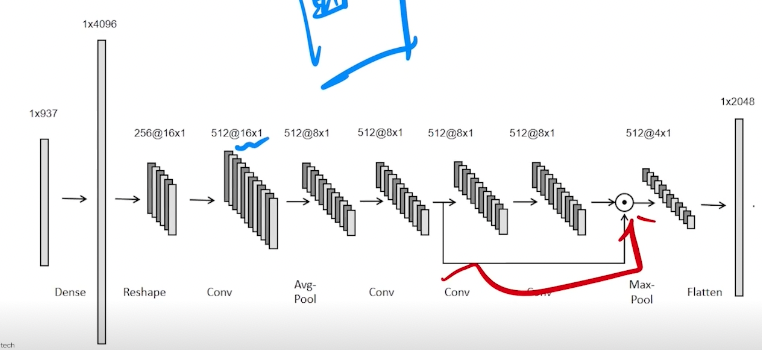 1x4096
1x2048
1x937
256@16x1
512@16x1
512@8x1
512@8x1
512@8x1
512@8x1
512@4x1
Dense
Reshape
Conv
Avg-
Pool
Conv
Conv
Conv
Max-
Pool
Flatten
tech